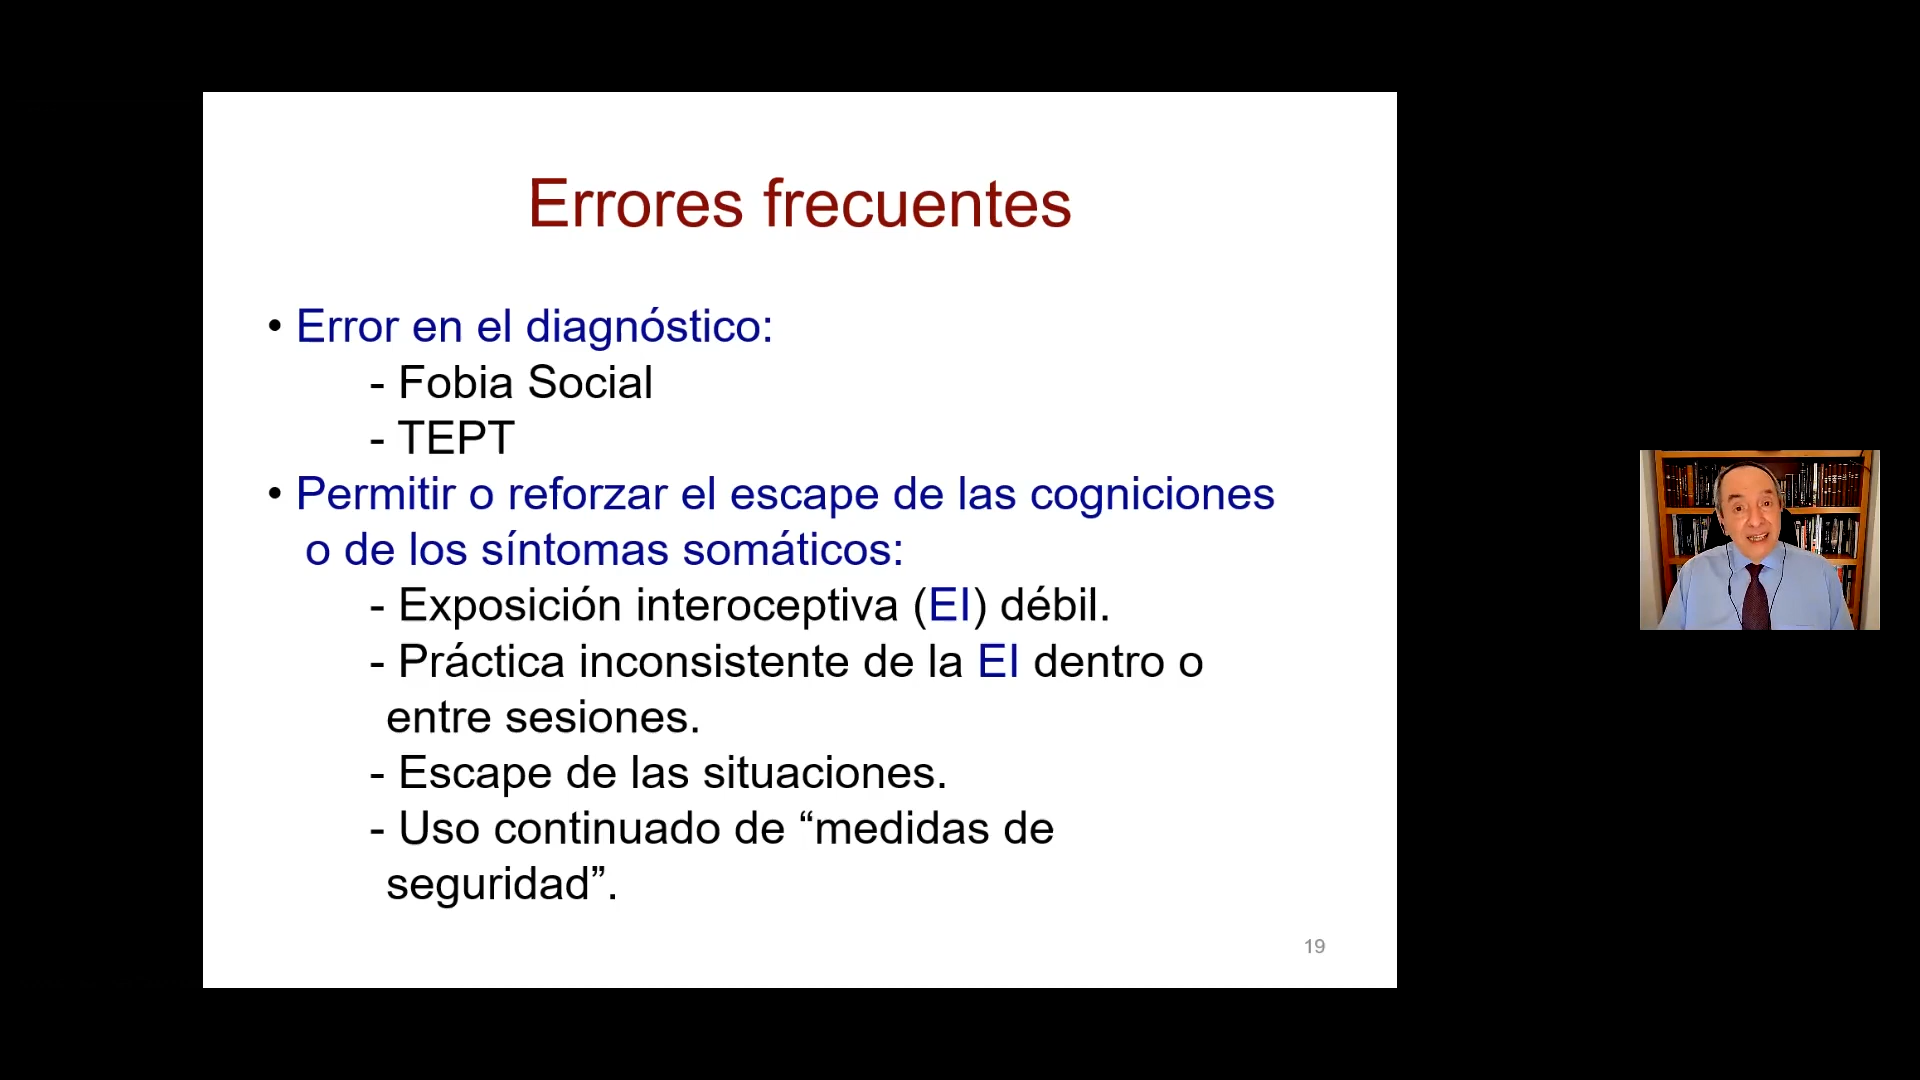 Errores frecuentes
• Error en el diagnóstico:
- Fobia Social
- TEPT
• Permitir o reforzar el escape de las cogniciones
o de los síntomas somáticos:
- Exposición interoceptiva (EI) débil.
- Práctica inconsistente de la EI dentro o
entre sesiones.
- Escape de las situaciones.
- Uso continuado de “medidas de
seguridad”.
19